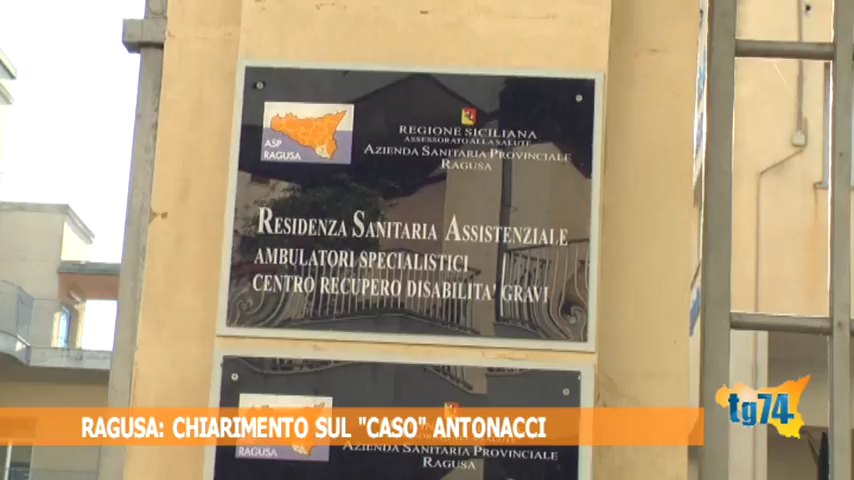 ASP
RAGUSA
REGIONE SICILIANA
ASSESSORATO ALLA SALUTE
AZIENDA SANITARIA PROVINCIALE
RAGUSA
RESIDENZA SANITARIA ASSISTENZIALE
AMBULATORI SPECIALISTICI
CENTRO RECUPERO DISABILITA' GRAVI
RAGUSA: CHIARIMENTO SUL "CASO" ANTONACCI
tg74
RAGUSA
AZIENDA SANITARIA PROVINCIALE
RAGUSA